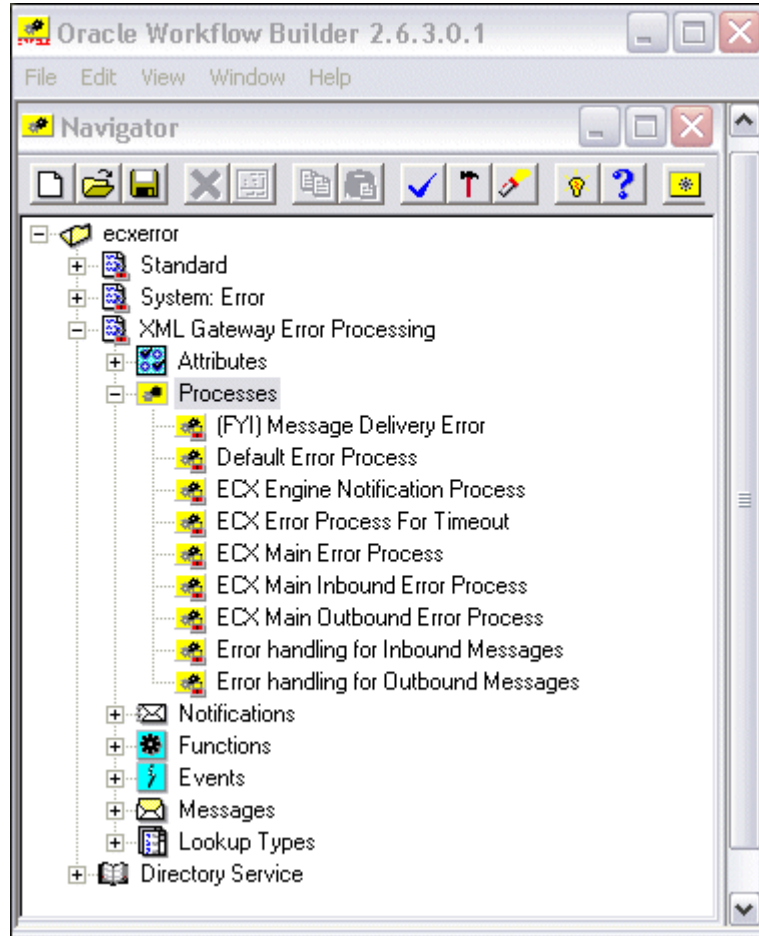 Oracle Workflow Builder 2.6.3.0.1
File Edit View Window Help
Navigator
ecxerror
Standard
System: Error
XML Gateway Error Processing
Attributes
Processes
(FYI) Message Delivery Error
Default Error Process
ECX Engine Notification Process
ECX Error Process For Timeout
ECX Main Error Process
ECX Main Inbound Error Process
ECX Main Outbound Error Process
Error handling for Inbound Messages
Error handling for Outbound Messages
Notifications
Functions
Events
Messages
Lookup Types
Directory Service